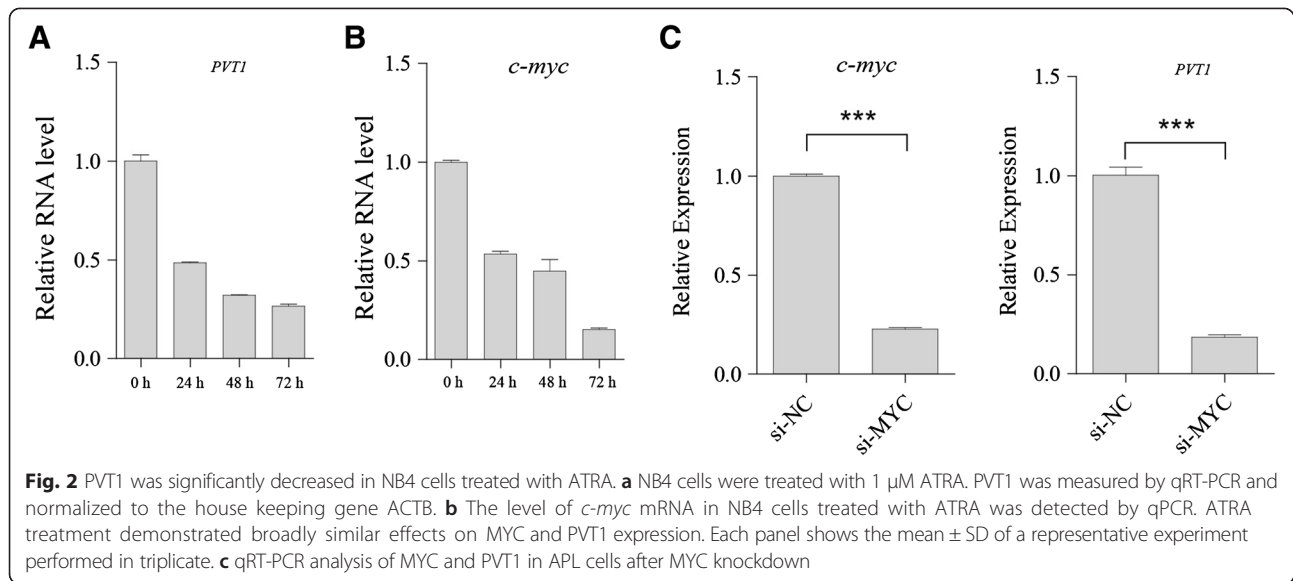 A
PVT1
Relative RNA level
1.5
1.0
0.5
0.0
0 h 24 h 48 h 72 h
B
c-myc
Relative RNA level
1.5
1.0
0.5
0.0
0 h 24 h 48 h 72 h
C
c-myc
Relative Expression
1.5
1.0
0.5
0.0
***
si-NC si-MYC
PVT1
Relative Expression
1.5
1.0
0.5
0.0
***
si-NC si-MYC
Fig. 2 PVT1 was significantly decreased in NB4 cells treated with ATRA. a NB4 cells were treated with 1 μM ATRA. PVT1 was measured by qRT-PCR and
normalized to the house keeping gene ACTB. b The level of c-myc mRNA in NB4 cells treated with ATRA was detected by qPCR. ATRA
treatment demonstrated broadly similar effects on MYC and PVT1 expression. Each panel shows the mean ± SD of a representative experiment
performed in triplicate. c qRT-PCR analysis of MYC and PVT1 in APL cells after MYC knockdown